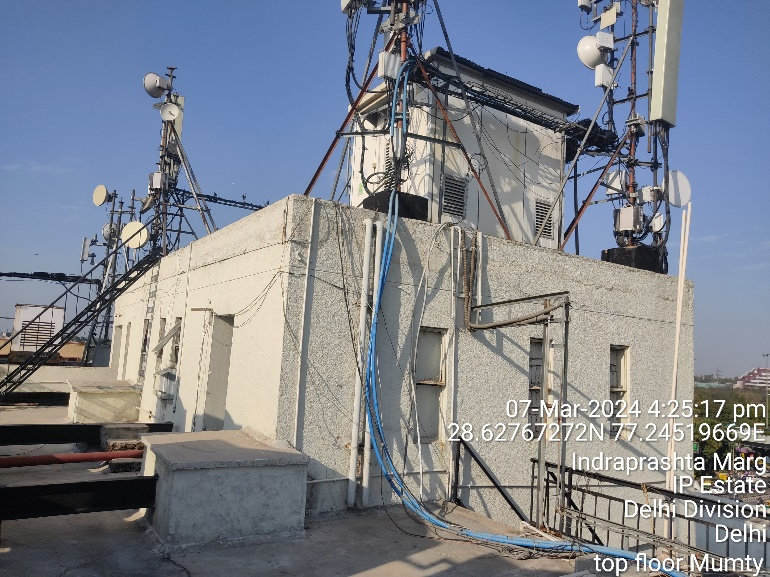 07-Mar-2024 4:25:17 pm
28.62767272N 77.24519669E
Indraprashta Marg
IP Estate
Delhi Division
Delhi
top floor Mumty